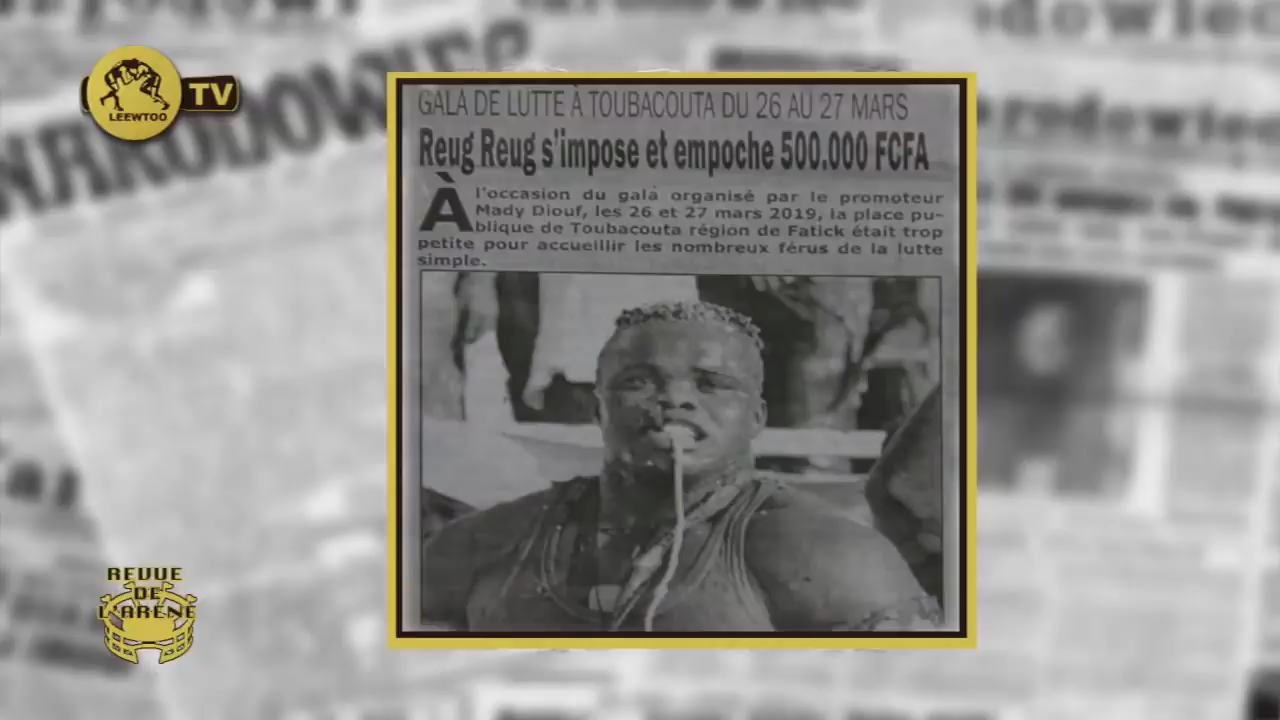 NARODOWIEC
LEEWTOO
TV
GALA DE LUTTE À TOUBACOUTA DU 26 AU 27 MARS
Reug Reug s'impose et empoche 500.000 FCFA
À l'occasion du gala organisé par le promoteur
Mady Diouf, les 26 et 27 mars 2019, la place pu-
blique de Toubacouta région de Fatick était trop
petite pour accueillir les nombreux férus de la lutte
simple.
REVUE
DE
L'ARÈNE